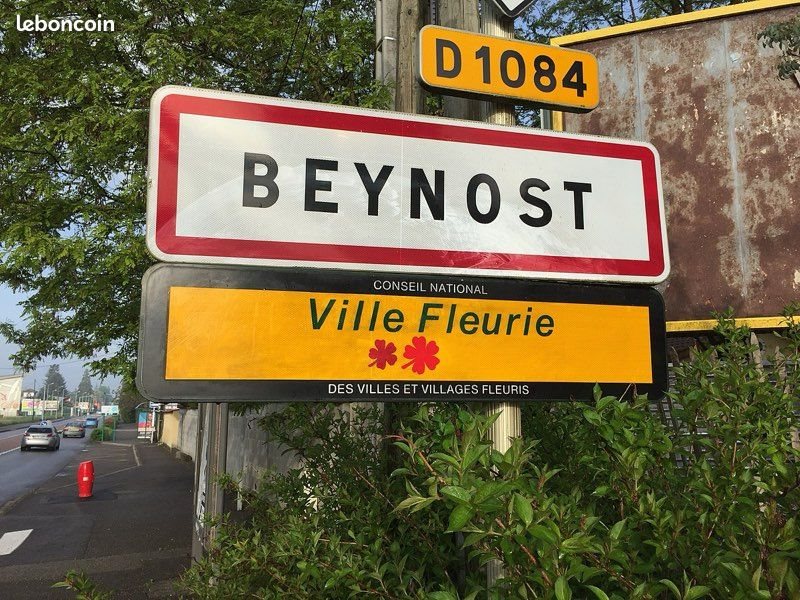 leboncoin
D1084
BEYNOST
CONSEIL NATIONAL
Ville Fleurie
DES VILLES ET VILLAGES FLEURIS